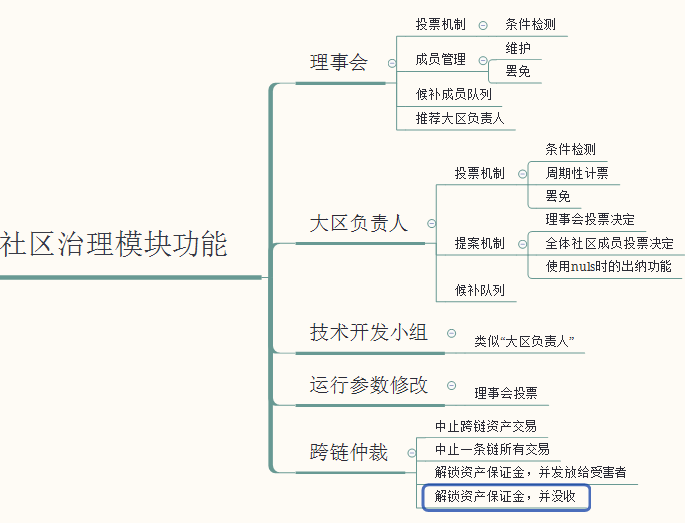 社区治理模块功能
理事会
投票机制
条件检测
成员管理
维护
罢免
候补成员队列
推荐大区负责人
大区负责人
投票机制
条件检测
周期性计票
罢免
提案机制
理事会投票决定
全体社区成员投票决定
使用nuls时的出纳功能
候补队列
技术开发小组
类似“大区负责人”
运行参数修改
理事会投票
跨链仲裁
中止跨链资产交易
中止一条链所有交易
解锁资产保证金，并发放给受害者
解锁资产保证金，并没收